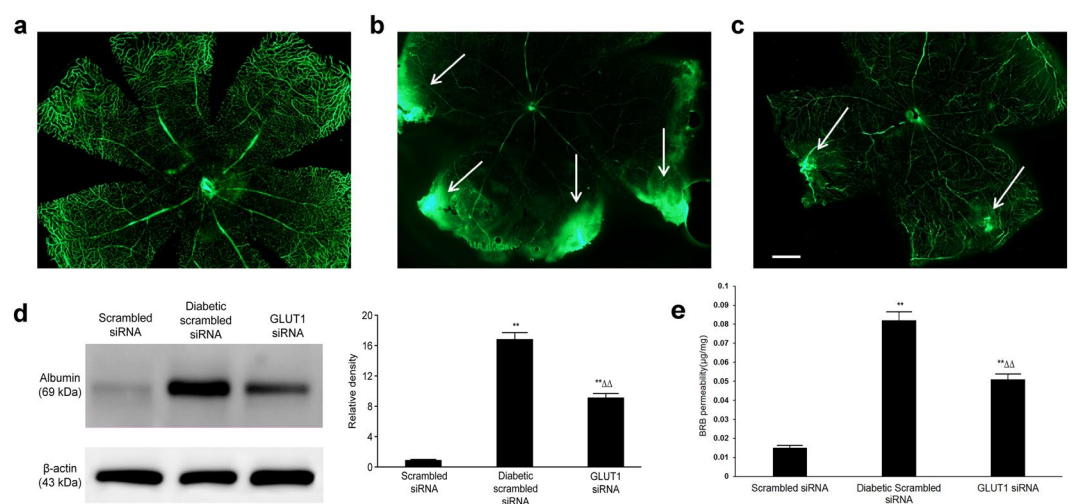 a
b
c
d
Scrambled
siRNA
Diabetic
scrambled
siRNA
GLUT1
siRNA
Albumin
(69 kDa)
β-actin
(43 kDa)
Relative density
20
16
12
8
4
0
**
**ΔΔ
Scrambled
siRNA
Diabetic
scrambled
siRNA
GLUT1
siRNA
e
BRB permeability(μg/mg)
0.1
0.09
0.08
0.07
0.06
0.05
0.04
0.03
0.02
0.01
0
**
**ΔΔ
Scrambled siRNA
Diabetic Scrambled
siRNA
GLUT1 siRNA